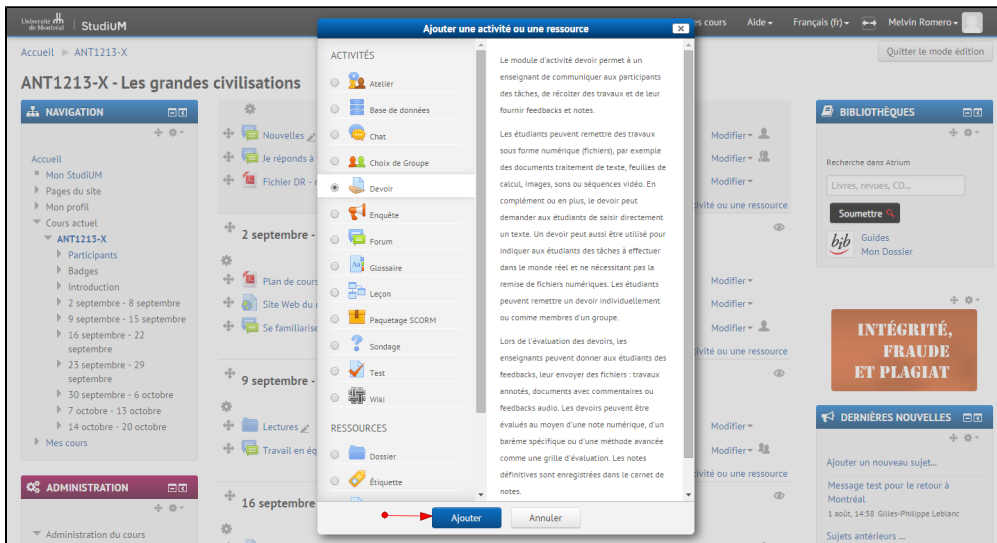 Université de Montréal
StudiUM
es cours
Aide
Français (fr)
Melvin Romero
Accueil
ANT1213-X
Quitter le mode édition
ANT1213-X - Les grandes civilisations
NAVIGATION
Accueil
Mon StudiUM
Pages du site
Mon profil
Cours actuel
ANT1213-X
Participants
Badges
Introduction
2 septembre - 8 septembre
9 septembre - 15 septembre
16 septembre - 22
septembre
23 septembre - 29
septembre
30 septembre - 6 octobre
7 octobre - 13 octobre
14 octobre - 20 octobre
Mes cours
ADMINISTRATION
Administration du cours
Nouvelles
Je réponds à
Fichier DR -
2 septembre -
Plan de cours
Site Web du
Se familiarise
9 septembre -
Lectures
Travail en éq
16 septembre
Ajouter une activité ou une ressource
ACTIVITÉS
Atelier
Base de données
Chat
Choix de Groupe
Devoir
Enquête
Forum
Glossaire
Leçon
Paquetage SCORM
Sondage
Test
Wiki
RESSOURCES
Dossier
Étiquette
Le module d'activité devoir permet à un
enseignant de communiquer aux participants
des tâches, de récolter des travaux et de leur
fournir feedbacks et notes.
Les étudiants peuvent remettre des travaux
sous forme numérique (fichiers), par exemple
des documents traitement de texte, feuilles de
calcul, images, sons ou séquences vidéo. En
complément ou en plus, le devoir peut
demander aux étudiants de saisir directement
un texte. Un devoir peut aussi être utilisé pour
indiquer aux étudiants des tâches à effectuer
dans le monde réel et ne nécessitant pas la
remise de fichiers numériques. Les étudiants
peuvent remettre un devoir individuellement
ou comme membres d'un groupe.
Lors de l'évaluation des devoirs, les
enseignants peuvent donner aux étudiants des
feedbacks, leur envoyer des fichiers : travaux
annotés, documents avec commentaires ou
feedbacks audio. Les devoirs peuvent être
évalués au moyen d'une note numérique, d'un
barème spécifique ou d'une méthode avancée
comme une grille d'évaluation. Les notes
définitives sont enregistrées dans le carnet de
notes.
Ajouter
Annuler
Modifier
Modifier
Modifier
tivité ou une ressource
Modifier
Modifier
Modifier
tivité ou une ressource
Modifier
Modifier
tivité ou une ressource
BIBLIOTHÈQUES
Recherche dans Atrium
Livres, revues, CD...
Soumettre
bib
Guides
Mon Dossier
INTÉGRITÉ,
FRAUDE
ET PLAGIAT
DERNIÈRES NOUVELLES
Ajouter un nouveau sujet...
Message test pour le retour à
Montréal
1 août, 14:38 Gilles-Philippe Leblanc
Sujets antérieurs ...